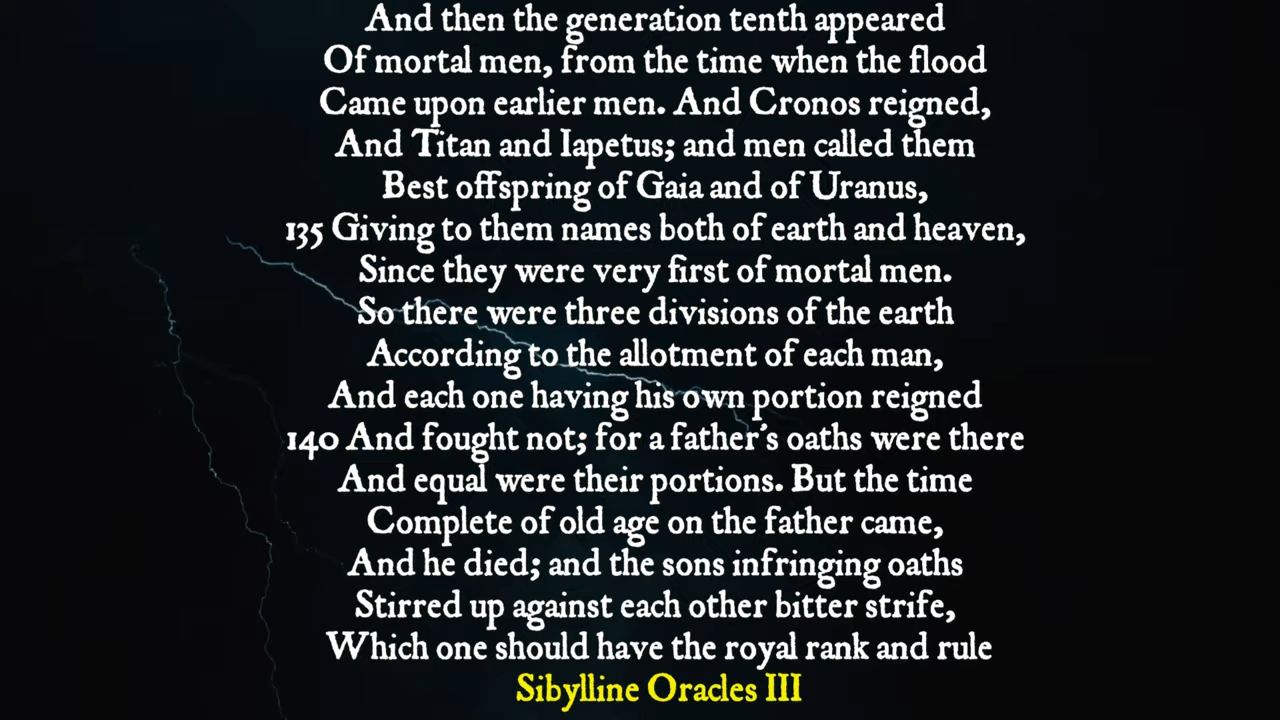 And then the generation tenth appeared
Of mortal men, from the time when the flood
Came upon earlier men. And Cronos reigned,
And Titan and Iapetus; and men called them
Best offspring of Gaia and of Uranus,
135 Giving to them names both of earth and heaven,
Since they were very first of mortal men.
So there were three divisions of the earth
According to the allotment of each man,
And each one having his own portion reigned
140 And fought not; for a father's oaths were there
And equal were their portions. But the time
Complete of old age on the father came,
And he died; and the sons infringing oaths
Stirred up against each other bitter strife,
Which one should have the royal rank and rule
Sibylline Oracles III